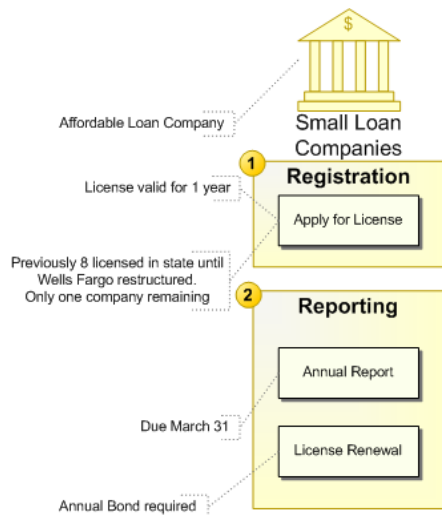 $
Affordable Loan Company
Small Loan
Companies
1
Registration
License valid for 1 year
Apply for License
Previously 8 licensed in state until
Wells Fargo restructured.
Only one company remaining
2
Reporting
Annual Report
Due March 31
License Renewal
Annual Bond required